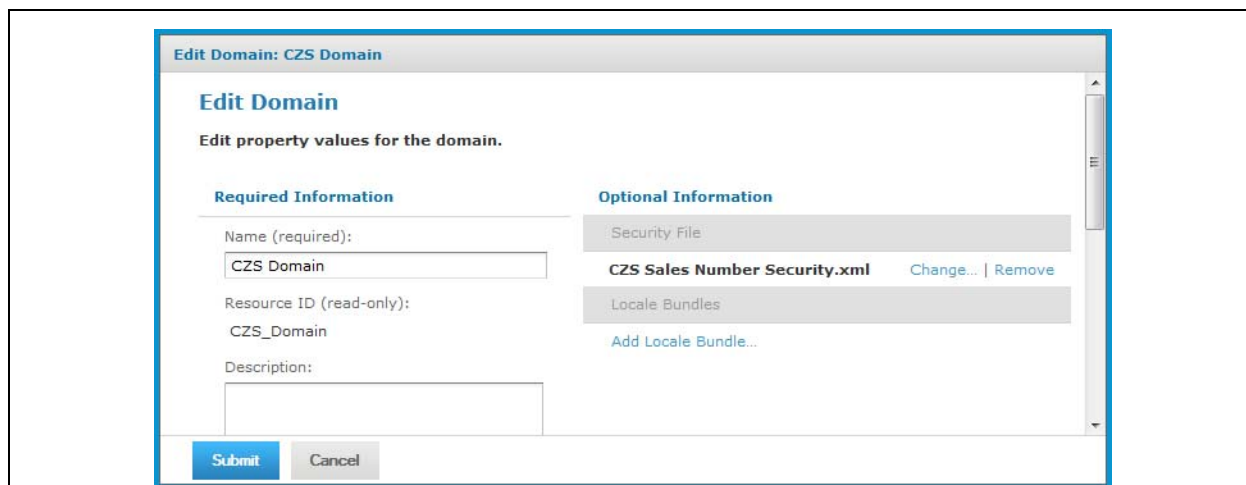 Edit Domain: CZS Domain
Edit Domain
Edit property values for the domain.
Required Information
Name (required):
CZS Domain
Resource ID (read-only):
CZS_Domain
Description:
Optional Information
Security File
CZS Sales Number Security.xml Change... | Remove
Locale Bundles
Add Locale Bundle...
Submit Cancel